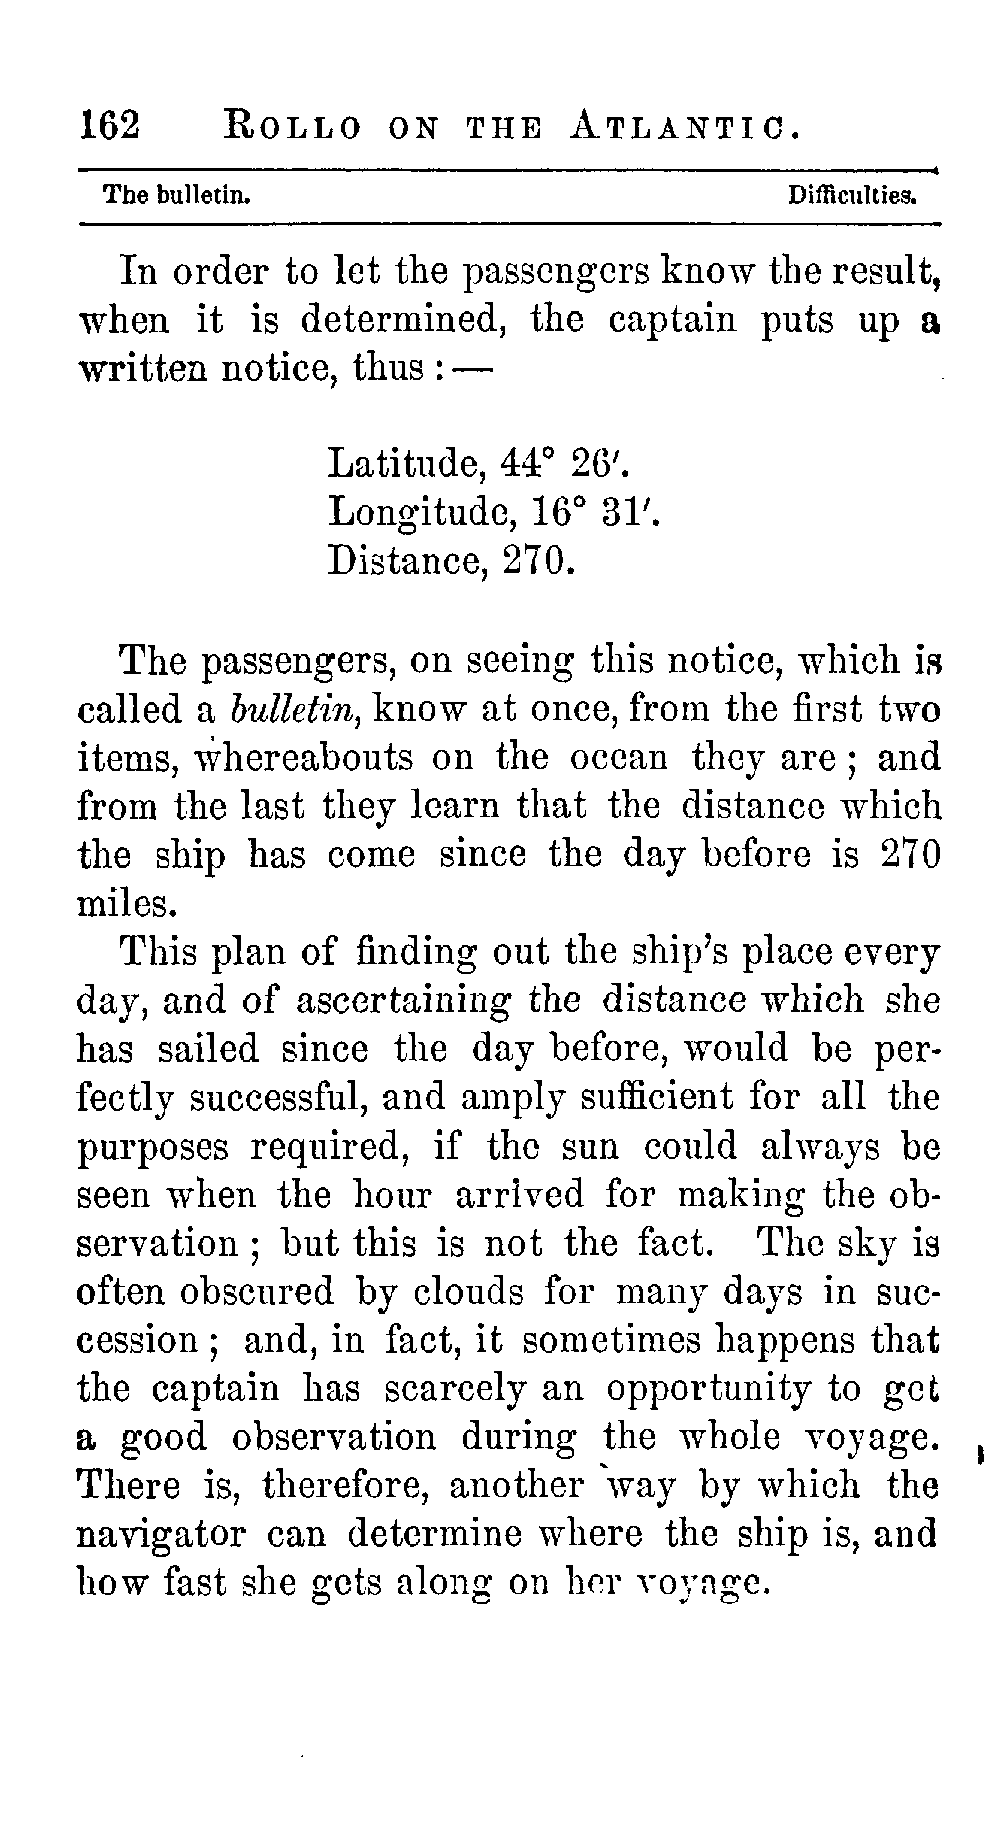 162 ROLLO ON THE ATLANTIC.
The bulletin. Difficulties.
In order to let the passengers know the result,
when it is determined, the captain puts up a
written notice, thus : —
Latitude, 44° 26′.
Longitude, 16° 31′.
Distance, 270.
The passengers, on seeing this notice, which is
called a bulletin, know at once, from the first two
items, whereabouts on the ocean they are ; and
from the last they learn that the distance which
the ship has come since the day before is 270
miles.
This plan of finding out the ship's place every
day, and of ascertaining the distance which she
has sailed since the day before, would be per-
fectly successful, and amply sufficient for all the
purposes required, if the sun could always be
seen when the hour arrived for making the ob-
servation ; but this is not the fact. The sky is
often obscured by clouds for many days in suc-
cession ; and, in fact, it sometimes happens that
the captain has scarcely an opportunity to get
a good observation during the whole voyage.
There is, therefore, another way by which the
navigator can determine where the ship is, and
how fast she gets along on her voyage.